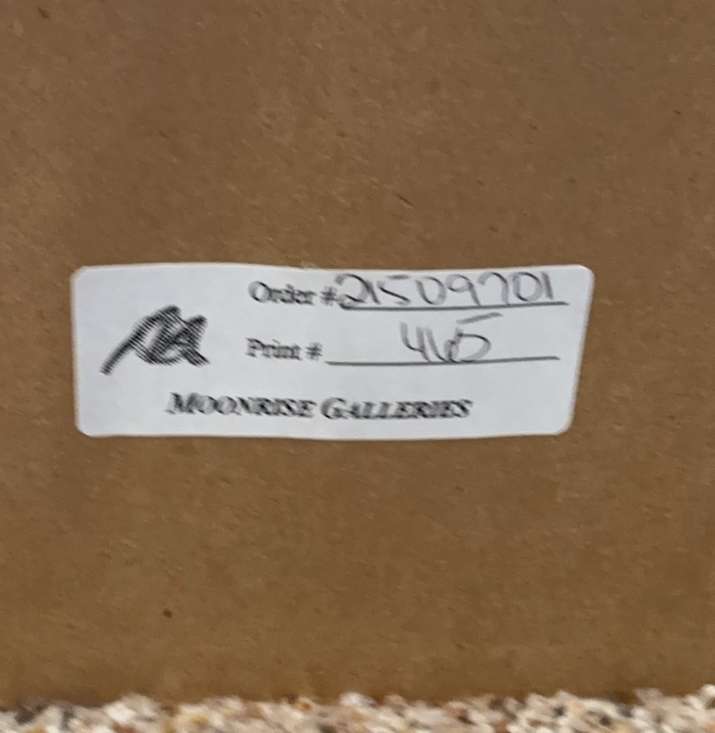 Order # 21509701
Print # 465
MOONRISE GALLERIES